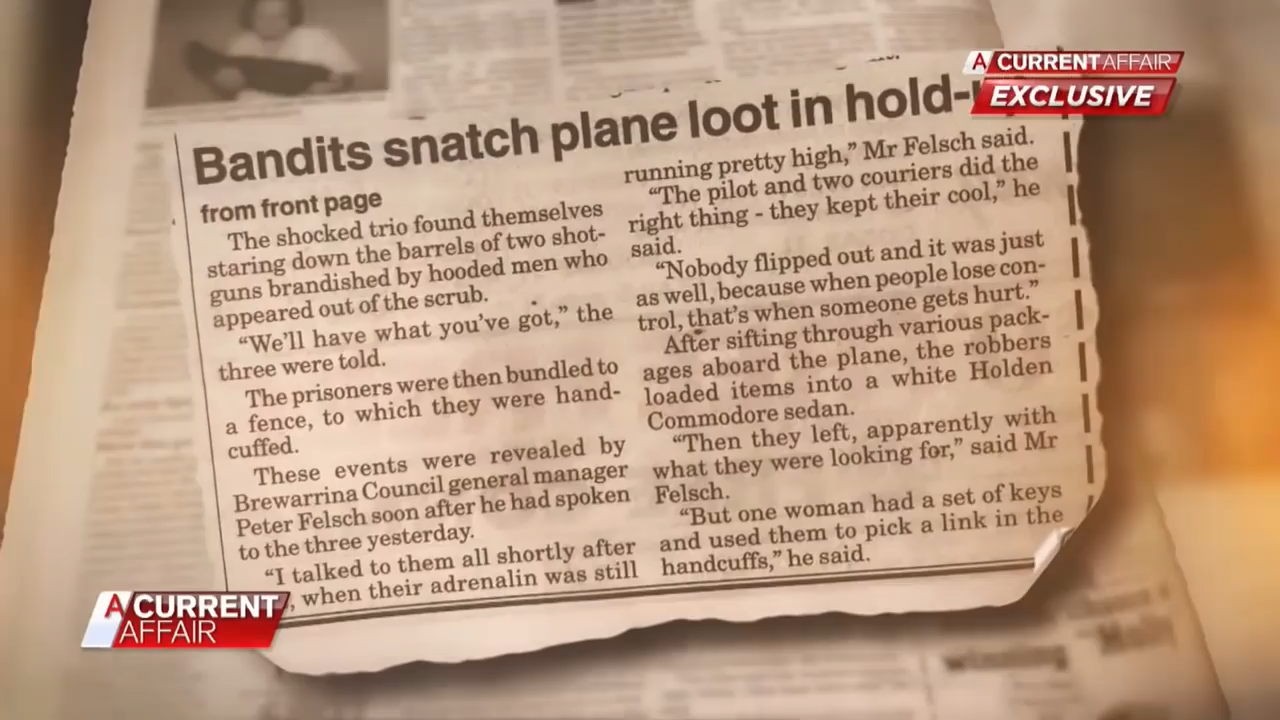 A CURRENT AFFAIR
EXCLUSIVE
Bandits snatch plane loot in hold-
from front page
The shocked trio found themselves
staring down the barrels of two shot-
guns brandished by hooded men who
appeared out of the scrub.
“We’ll have what you’ve got,” the
three were told.
The prisoners were then bundled to
a fence, to which they were hand-
cuffed.
These events were revealed by
Brewarrina Council general manager
Peter Felsch soon after he had spoken
to the three yesterday.
“I talked to them all shortly after
, when their adrenalin was still
running pretty high,” Mr Felsch said.
“The pilot and two couriers did the
right thing - they kept their cool,” he
said.
“Nobody flipped out and it was just
as well, because when people lose con-
trol, that’s when someone gets hurt.”
After sifting through various pack-
ages aboard the plane, the robbers
loaded items into a white Holden
Commodore sedan.
“Then they left, apparently with
what they were looking for,” said Mr
Felsch.
“But one woman had a set of keys
and used them to pick a link in the
handcuffs,” he said.
A CURRENT
AFFAIR